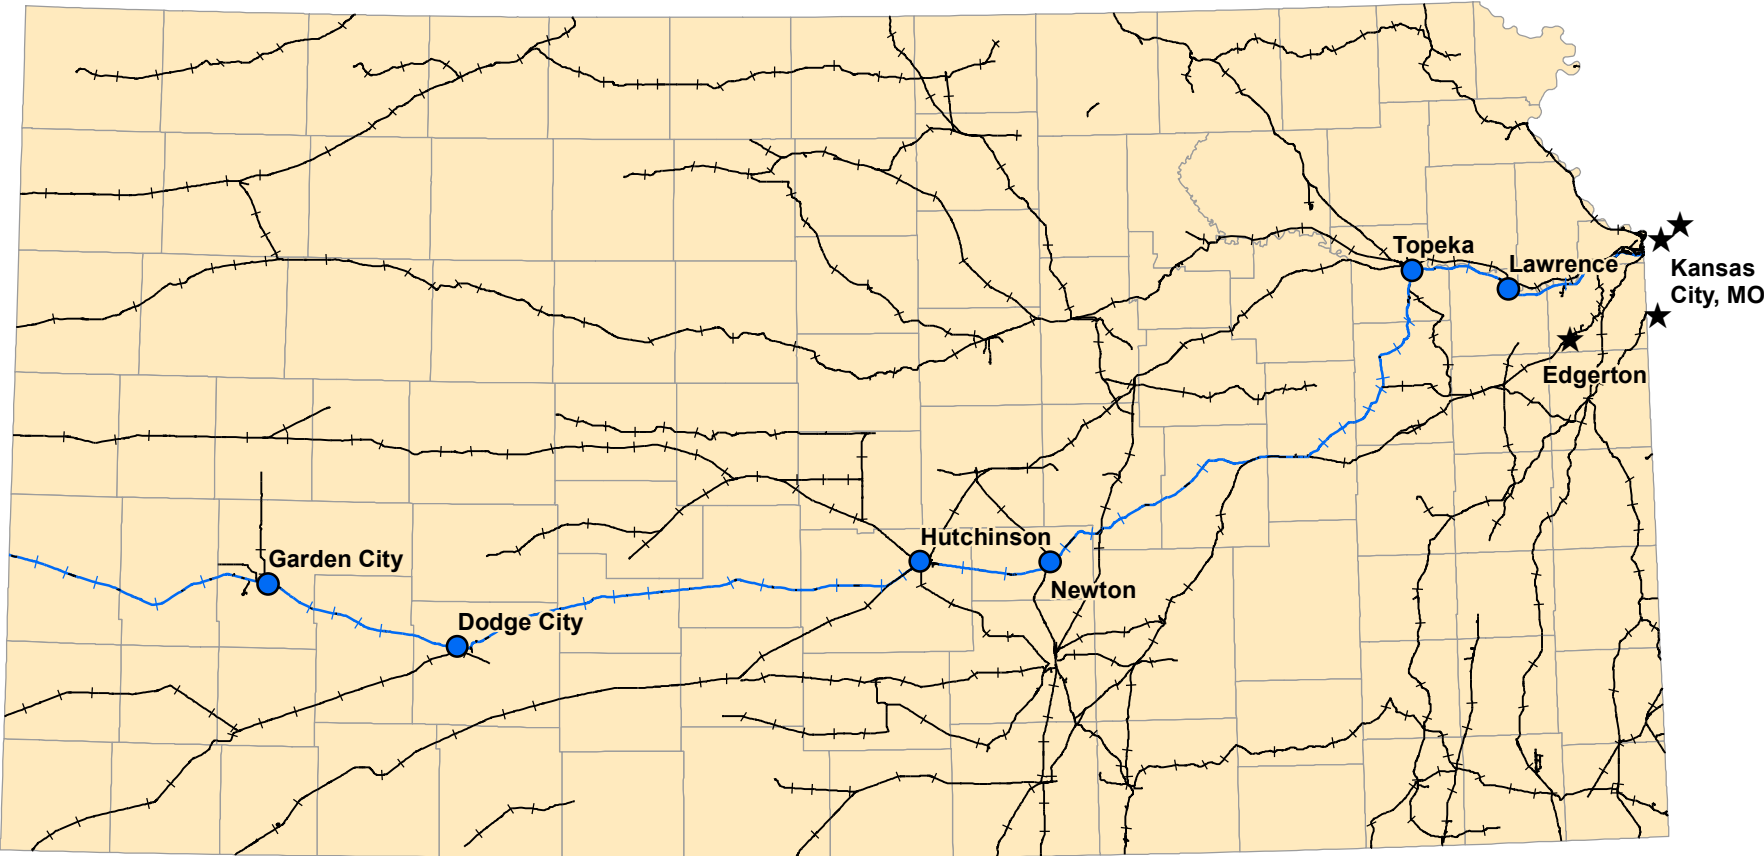 Topeka
Lawrence
Kansas
City, MO
Edgerton
Hutchinson
Garden City
Newton
Dodge City